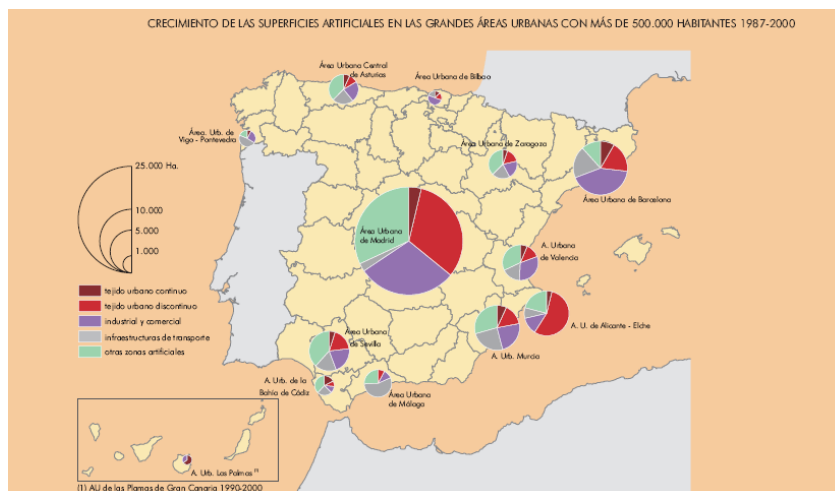 CRECIMIENTO DE LAS SUPERFICIES ARTIFICIALES EN LAS GRANDES ÁREAS URBANAS CON MÁS DE 500.000 HABITANTES 1987-2000
Área Urbana Central
de Asturias
Área Urbana de Bilbao
Área. Urb. de
Vigo - Pontevedra
Área Urbana de Zaragoza
25.000 Ha.
10.000
5.000
1.000
Área Urbana de Barcelona
Área Urbana
de Madrid
A. Urbana
de Valencia
tejido urbano continuo
tejido urbano discontinuo
industrial y comercial
infraestructuras de transporte
otras zonas artificiales
A. U. de Alicante - Elche
Área Urbana
de Sevilla
A. Urb. Murcia
A. Urb. de la
Bahía de Cádiz
Área Urbana
de Málaga
A. Urb. Las Palmas (1)
(1) AU de las Plamas de Gran Canaria 1990-2000